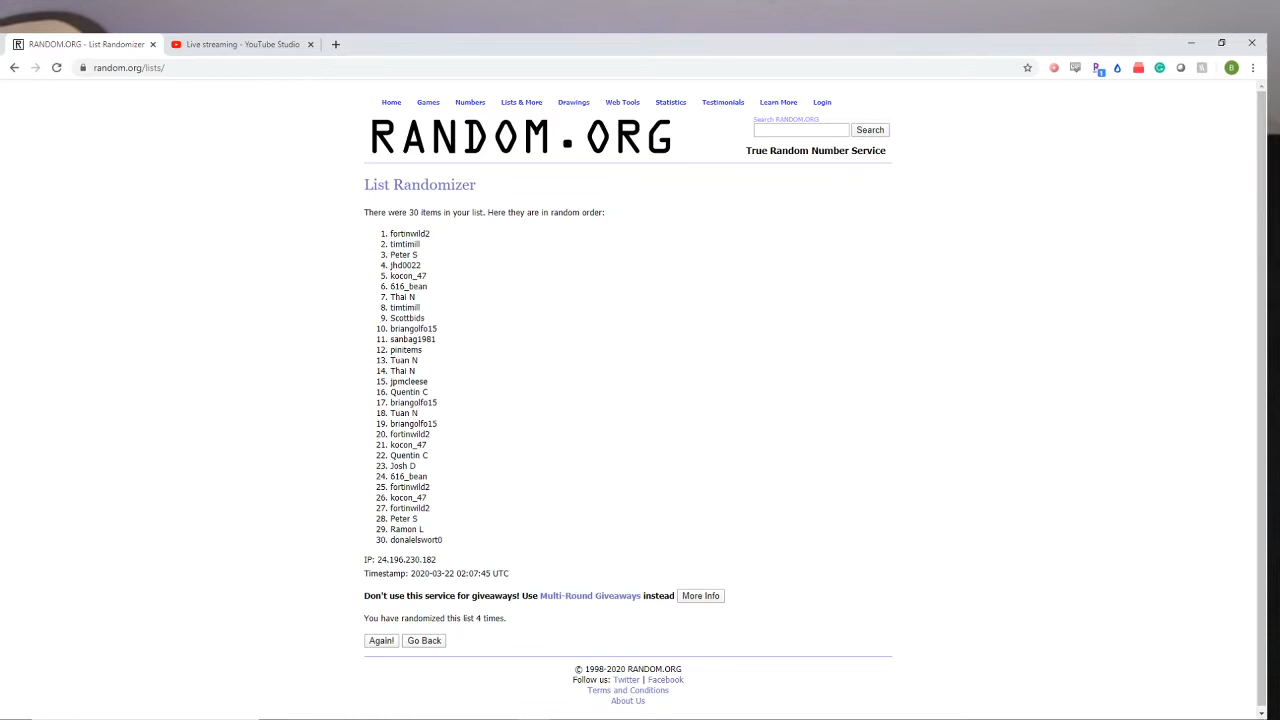 RANDOM.ORG - List Randomizer
Live streaming - YouTube Studio
random.org/lists/
Home Games Numbers Lists & More Drawings Web Tools Statistics Testimonials Learn More Login
RANDOM.ORG
Search RANDOM.ORG
Search
True Random Number Service
List Randomizer
There were 30 items in your list. Here they are in random order:
1. fortinwild2
2. timtimill
3. Peter S
4. jhd0022
5. kocon_47
6. 616_bean
7. Thai N
8. timtimill
9. Scottbids
10. briangolfo15
11. sanbag1981
12. pinitems
13. Tuan N
14. Thai N
15. jpmcleese
16. Quentin C
17. briangolfo15
18. Tuan N
19. briangolfo15
20. fortinwild2
21. kocon_47
22. Quentin C
23. Josh D
24. 616_bean
25. fortinwild2
26. kocon_47
27. fortinwild2
28. Peter S
29. Ramon L
30. donalelswort0
IP: 24.196.230.182
Timestamp: 2020-03-22 02:07:45 UTC
Don't use this service for giveaways! Use Multi-Round Giveaways instead More Info
You have randomized this list 4 times.
Again! Go Back
© 1998-2020 RANDOM.ORG
Follow us: Twitter | Facebook
Terms and Conditions
About Us